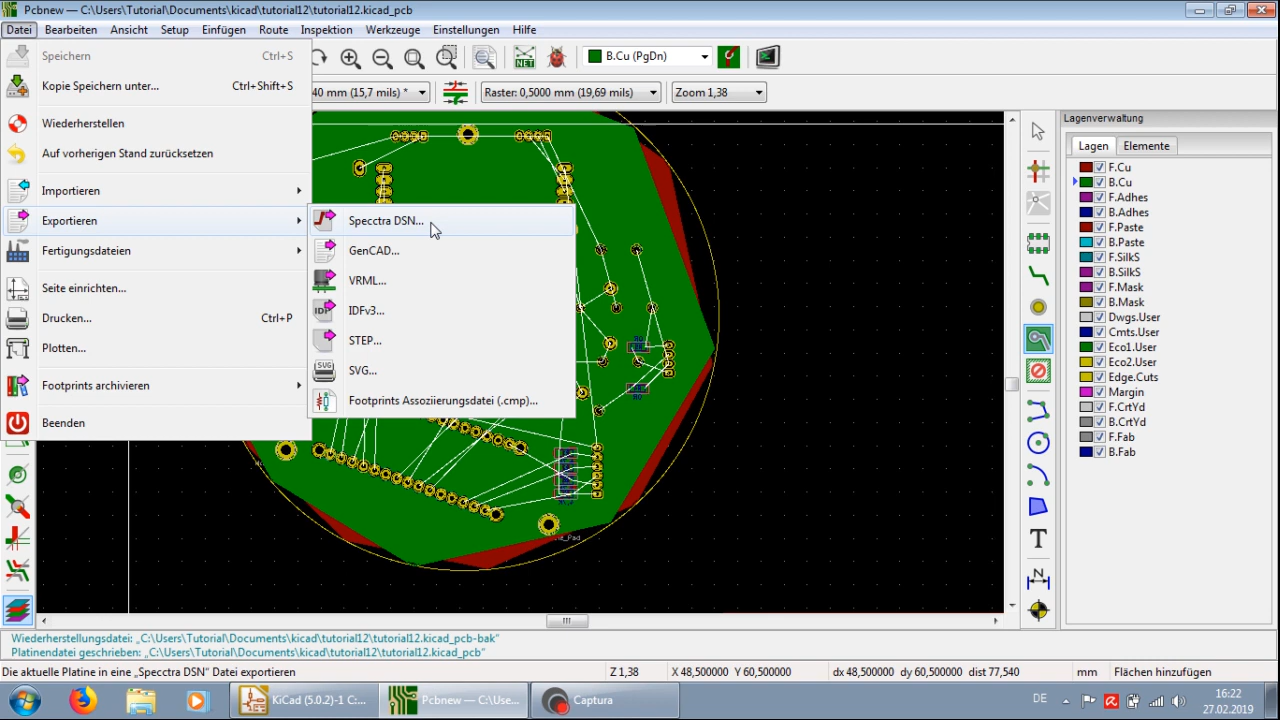 Pcbnew — C:\Users\Tutorial\Documents\kicad\tutorial12\tutorial12.kicad_pcb
Datei Bearbeiten Ansicht Setup Einfügen Route Inspektion Werkzeuge Einstellungen Hilfe
Speichern Ctrl+S
Kopie Speichern unter... Ctrl+Shift+S
Wiederherstellen
Auf vorherigen Stand zurücksetzen
Importieren
Exportieren
Fertigungsdateien
Seite einrichten...
Drucken... Ctrl+P
Plotten...
Footprints archivieren
Beenden
Specctra DSN...
GenCAD...
VRML...
IDFv3...
STEP...
SVG...
Footprints Assoziierungsdatei (.cmp)...
IDF
SVG
NET
B.Cu (PgDn)
40 mm (15,7 mils) *
Raster: 0,5000 mm (19,69 mils)
Zoom 1,38
Lagenverwaltung
Lagen Elemente
F.Cu
B.Cu
F.Adhes
B.Adhes
F.Paste
B.Paste
F.SilkS
B.SilkS
F.Mask
B.Mask
Dwgs.User
Cmts.User
Eco1.User
Eco2.User
Edge.Cuts
Margin
F.CrtYd
B.CrtYd
F.Fab
B.Fab
T
N
Wiederherstellungsdatei: „C:\Users\Tutorial\Documents\kicad\tutorial12\tutorial12.kicad_pcb-bak“
Platinendatei geschrieben: „C:\Users\Tutorial\Documents\kicad\tutorial12\tutorial12.kicad_pcb“
Die aktuelle Platine in eine „Specctra DSN“ Datei exportieren
Z 1,38
X 48,500000 Y 60,500000
dx 48,500000 dy 60,500000 dist 77,540
mm
Flächen hinzufügen
KiCad (5.0.2)-1 C:...
Pcbnew — C:\Use...
Captura
DE
16:22
27.02.2019